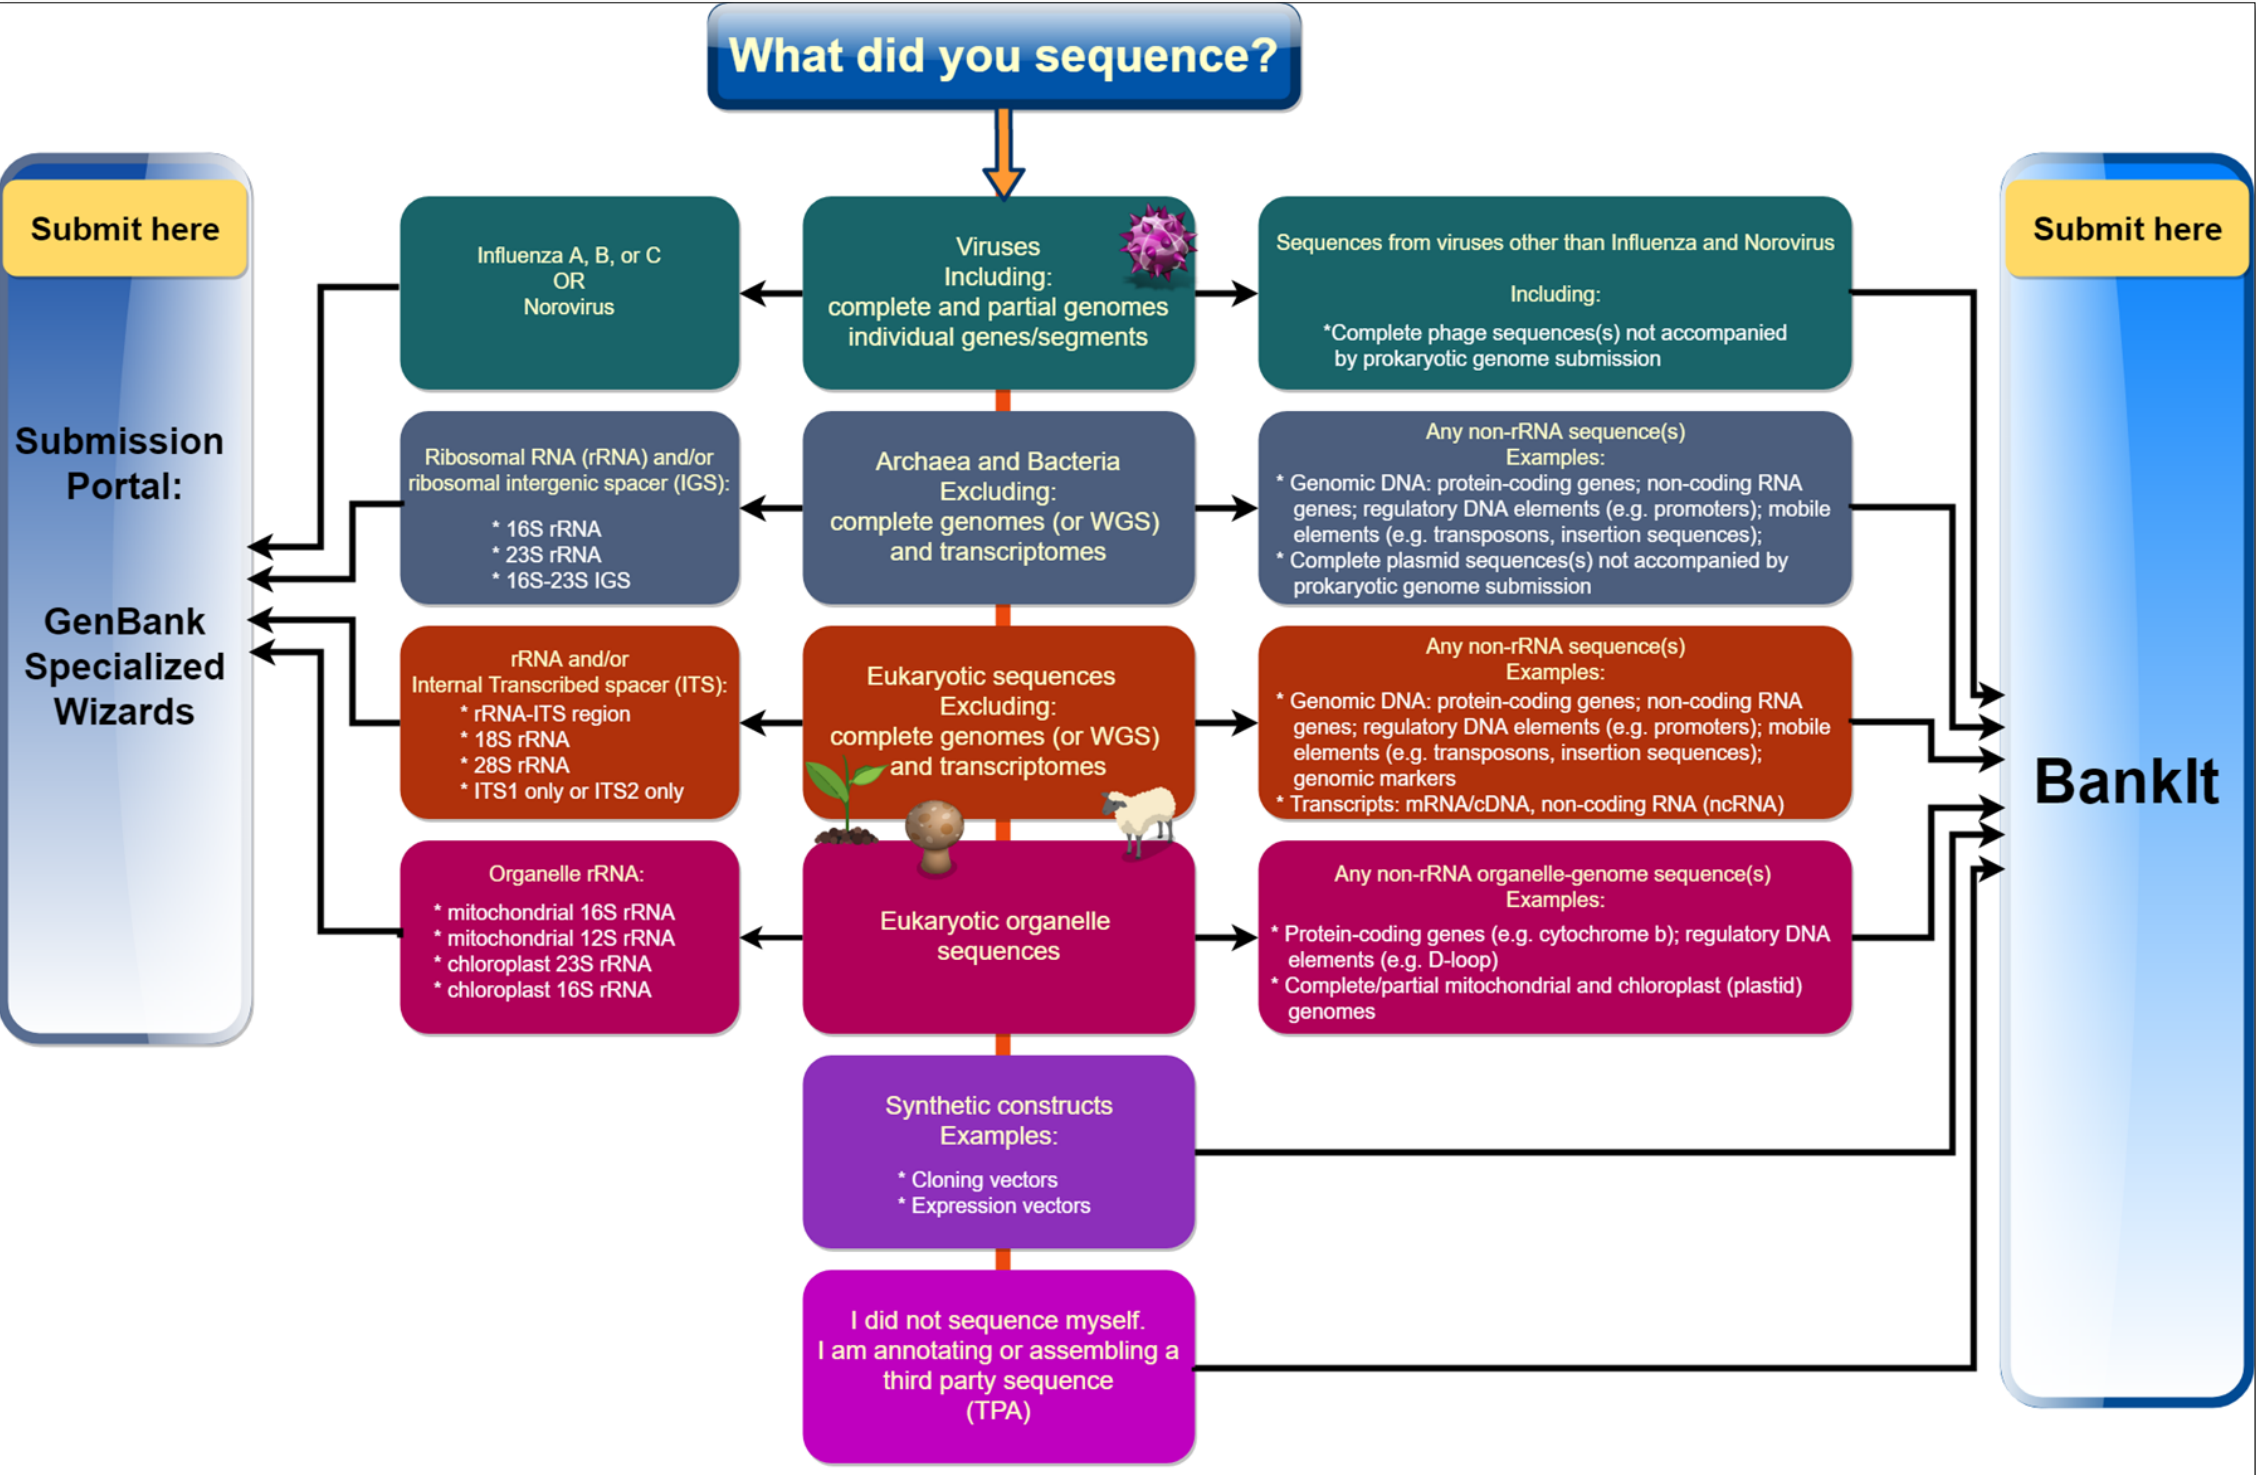 What did you sequence?
Submit here
Submission
Portal:
GenBank
Specialized
Wizards
Influenza A, B, or C
OR
Norovirus
Viruses
Including:
complete and partial genomes
individual genes/segments
Sequences from viruses other than Influenza and Norovirus
Including:
*Complete phage sequences(s) not accompanied
by prokaryotic genome submission
Ribosomal RNA (rRNA) and/or
ribosomal intergenic spacer (IGS):
* 16S rRNA
* 23S rRNA
* 16S-23S IGS
Archaea and Bacteria
Excluding:
complete genomes (or WGS)
and transcriptomes
Any non-rRNA sequence(s)
Examples:
* Genomic DNA: protein-coding genes; non-coding RNA
genes; regulatory DNA elements (e.g. promoters); mobile
elements (e.g. transposons, insertion sequences);
* Complete plasmid sequences(s) not accompanied by
prokaryotic genome submission
rRNA and/or
Internal Transcribed spacer (ITS):
* rRNA-ITS region
* 18S rRNA
* 28S rRNA
* ITS1 only or ITS2 only
Eukaryotic sequences
Excluding:
complete genomes (or WGS)
and transcriptomes
Any non-rRNA sequence(s)
Examples:
* Genomic DNA: protein-coding genes; non-coding RNA
genes; regulatory DNA elements (e.g. promoters); mobile
elements (e.g. transposons, insertion sequences);
genomic markers
* Transcripts: mRNA/cDNA, non-coding RNA (ncRNA)
Organelle rRNA:
* mitochondrial 16S rRNA
* mitochondrial 12S rRNA
* chloroplast 23S rRNA
* chloroplast 16S rRNA
Eukaryotic organelle
sequences
Any non-rRNA organelle-genome sequence(s)
Examples:
* Protein-coding genes (e.g. cytochrome b); regulatory DNA
elements (e.g. D-loop)
* Complete/partial mitochondrial and chloroplast (plastid)
genomes
Synthetic constructs
Examples:
* Cloning vectors
* Expression vectors
I did not sequence myself.
I am annotating or assembling a
third party sequence
(TPA)
Submit here
BankIt